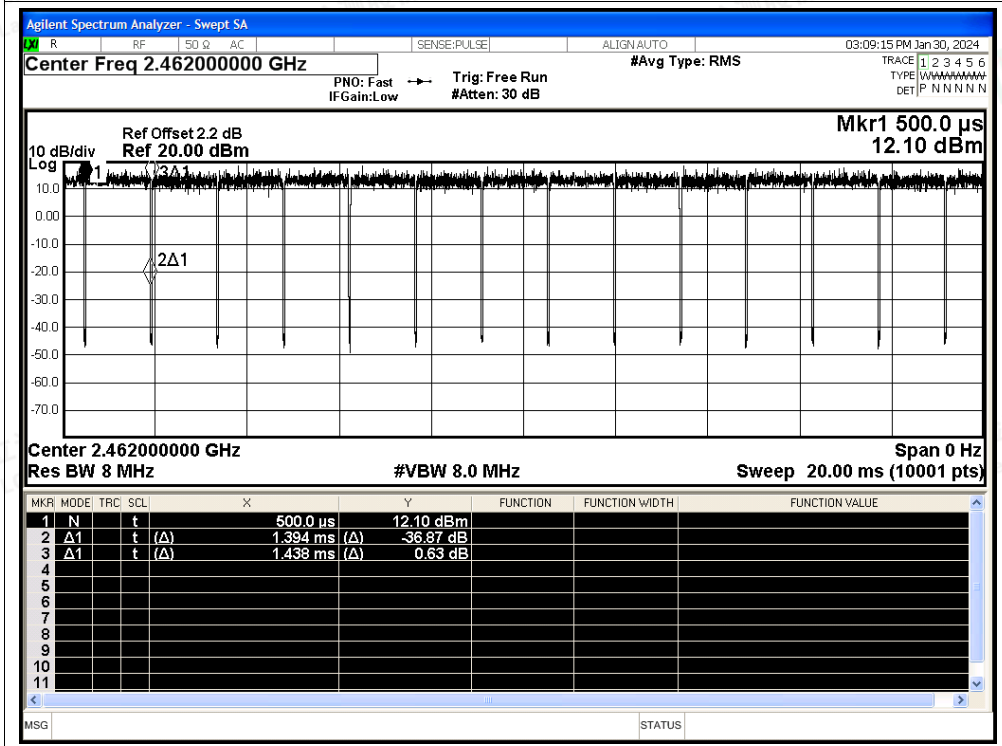 Agilent Spectrum Analyzer - Swept SA
LXI R RF 50 Ω AC SENSE:PULSE ALIGN AUTO 03:09:15 PM Jan 30, 2024
Center Freq 2.462000000 GHz
PNO: Fast
IFGain:Low
Trig: Free Run
#Atten: 30 dB
#Avg Type: RMS
TRACE 1 2 3 4 5 6
TYPE WWWWWW
DET P N N N N N
Mkr1 500.0 µs
12.10 dBm
Ref Offset 2.2 dB
10 dB/div Ref 20.00 dBm
Log
1
3Δ1
2Δ1
10.0
0.00
-10.0
-20.0
-30.0
-40.0
-50.0
-60.0
-70.0
Center 2.462000000 GHz Span 0 Hz
Res BW 8 MHz #VBW 8.0 MHz Sweep 20.00 ms (10001 pts)
MKR MODE TRC SCL X Y FUNCTION FUNCTION WIDTH FUNCTION VALUE
1 N t 500.0 µs 12.10 dBm
2 Δ1 t (Δ) 1.394 ms (Δ) -36.87 dB
3 Δ1 t (Δ) 1.438 ms (Δ) 0.63 dB
4
5
6
7
8
9
10
11
MSG STATUS